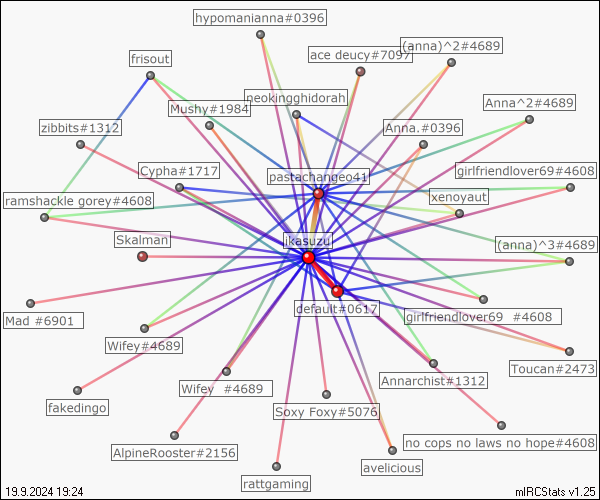 hypomanianna#0396
(anna)^2#4689
ace deucy#7097
frisout
neokingghidorah
Anna^2#4689
Mushy#1984
zibbits#1312
Anna.#0396
Cypha#1717
girlfriendlover69#4608
pastachangeo41
xenoyaut
ramshackle gorey#4608
Skalman
ikasuzu
(anna)^3#4689
default#0617
Mad #6901
girlfriendlover69  #4608
Wifey#4689
Toucan#2473
Annarchist#1312
Wifey  #4689
fakedingo
Soxy Foxy#5076
no cops no laws no hope#4608
AlpineRooster#2156
avelicious
rattgaming
19.9.2024 19:24
mIRCStats v1.25